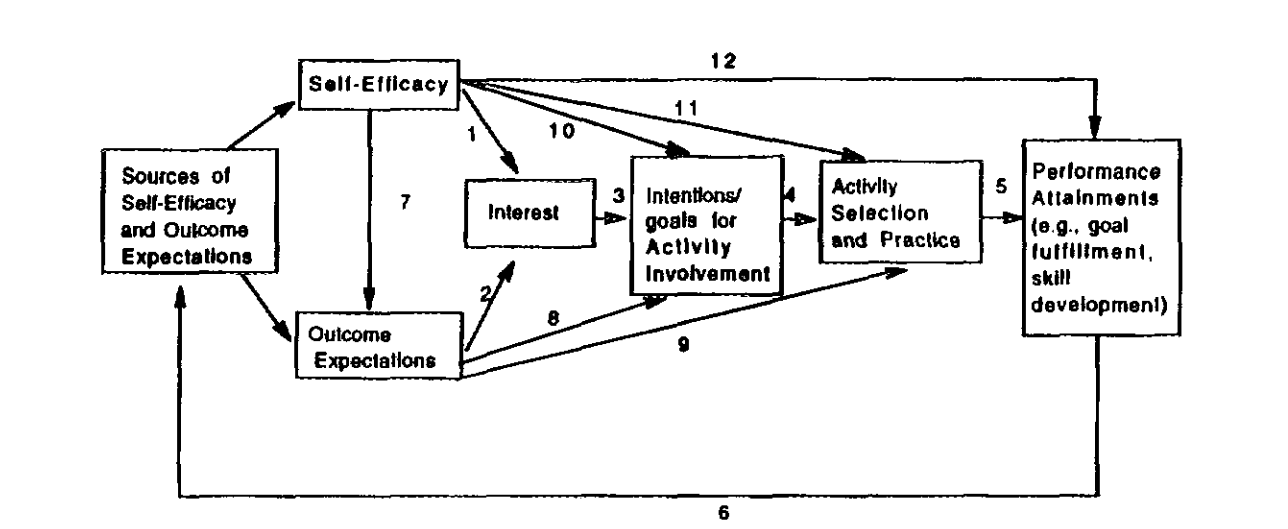 12
Self-Efficacy
11
1
10
Sources of
Self-Efficacy
and Outcome
Expectations
7
Interest
3
Intentions/
goals for
Activity
Involvement
4
Activity
Selection
and Practice
5
Performance
Attainments
(e.g., goal
fulfillment,
skill
development)
2
Outcome
Expectations
8
9
6